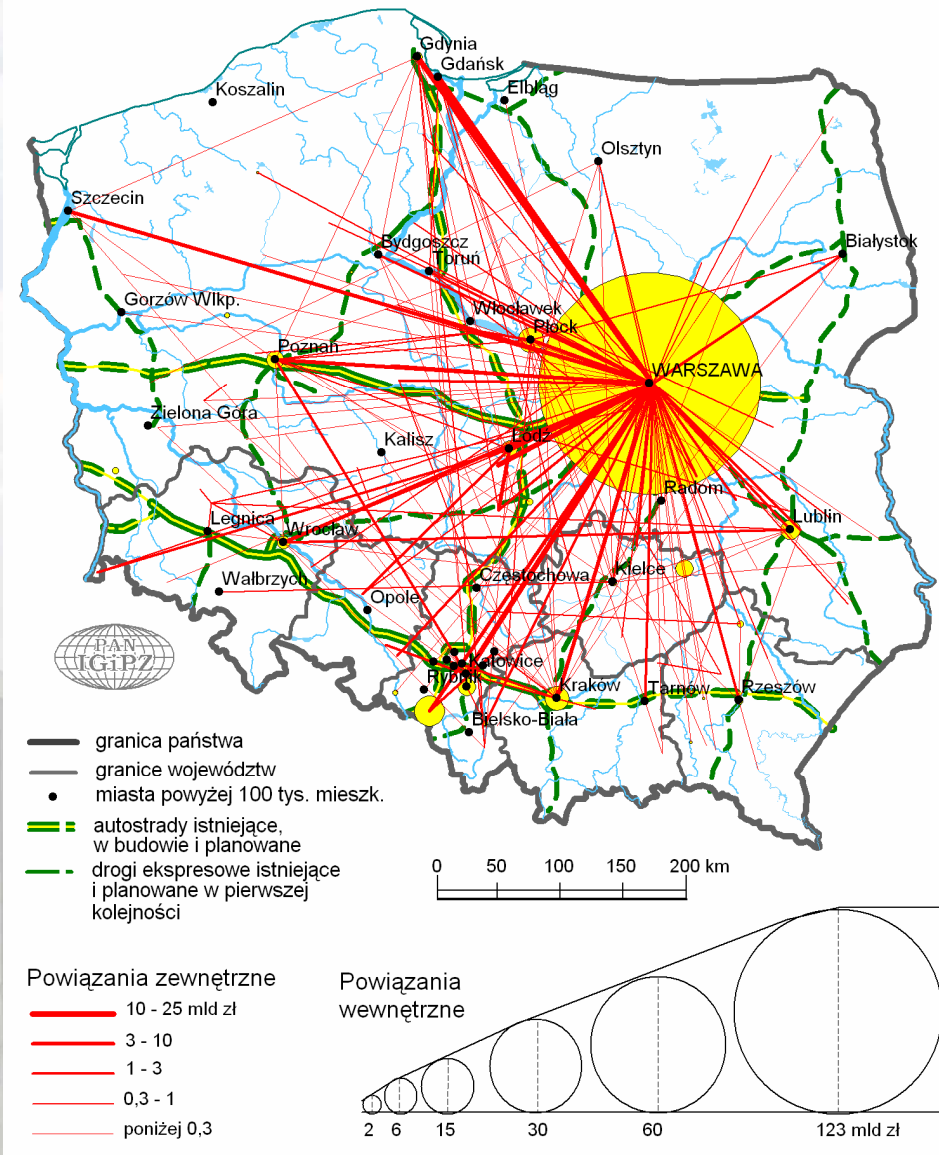 Gdynia
Gdańsk
Koszalin
Elbląg
Olsztyn
Szczecin
Bydgoszcz
Toruń
Białystok
Gorzów Wlkp.
Włocławek
Płock
Poznań
WARSZAWA
Zielona Góra
Kalisz
Łódź
Radom
Legnica
Wrocław
Lublin
Wałbrzych
Opole
Częstochowa
Kielce
PAN
IGiPZ
Katowice
Rybnik
Kraków
Tarnów
Rzeszów
Bielsko-Biała
granica państwa
granice województw
miasta powyżej 100 tys. mieszk.
autostrady istniejące,
w budowie i planowane
drogi ekspresowe istniejące
i planowane w pierwszej
kolejności
0 50 100 150 200 km
Powiązania zewnętrzne
10 - 25 mld zł
3 - 10
1 - 3
0,3 - 1
poniżej 0,3
Powiązania
wewnętrzne
2 6 15 30 60 123 mld zł